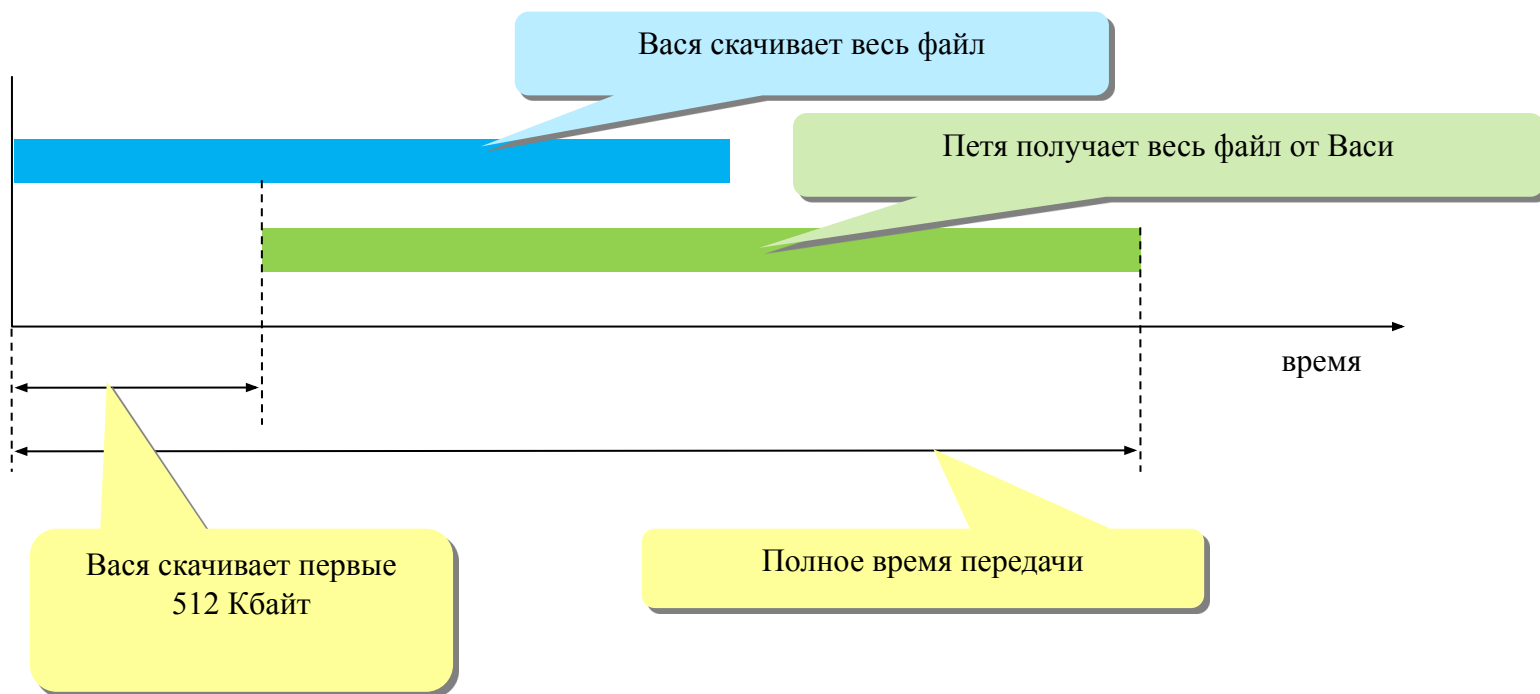 Вася скачивает весь файл
Петя получает весь файл от Васи
время
Вася скачивает первые
512 Кбайт
Полное время передачи